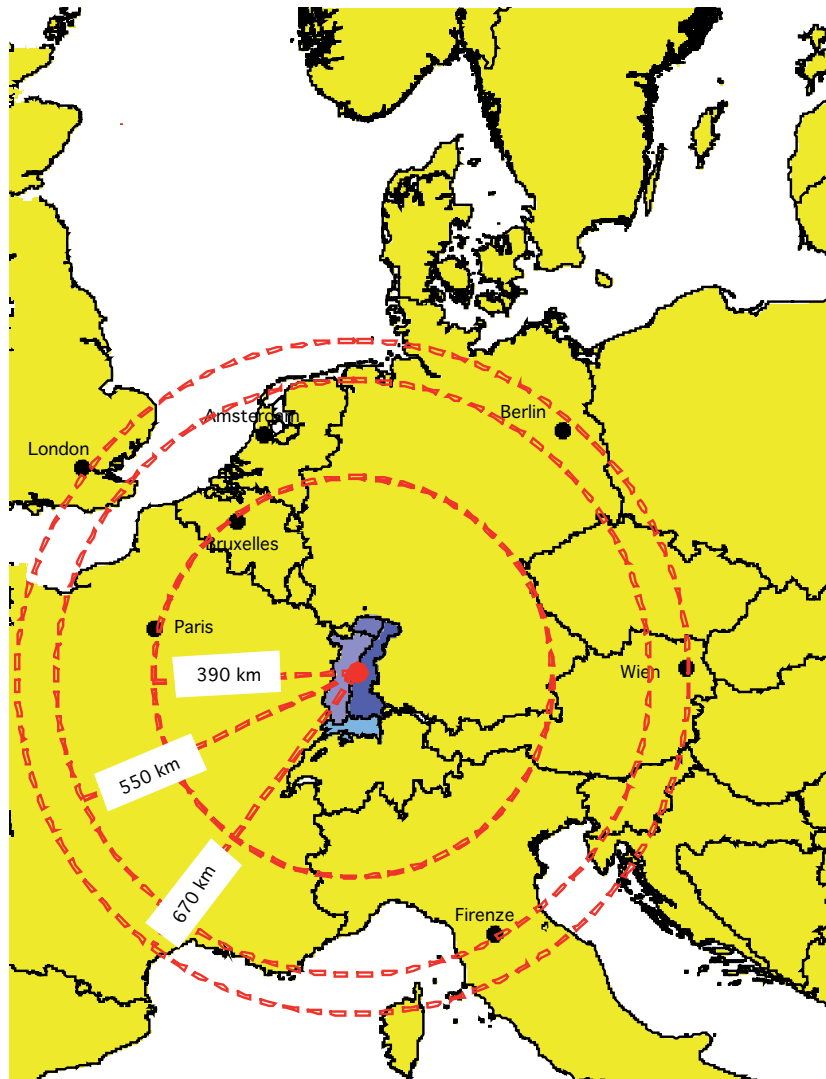 Berlin
Amsterdam
London
Bruxelles
Paris
390 km
Wien
550 km
670 km
Firenze